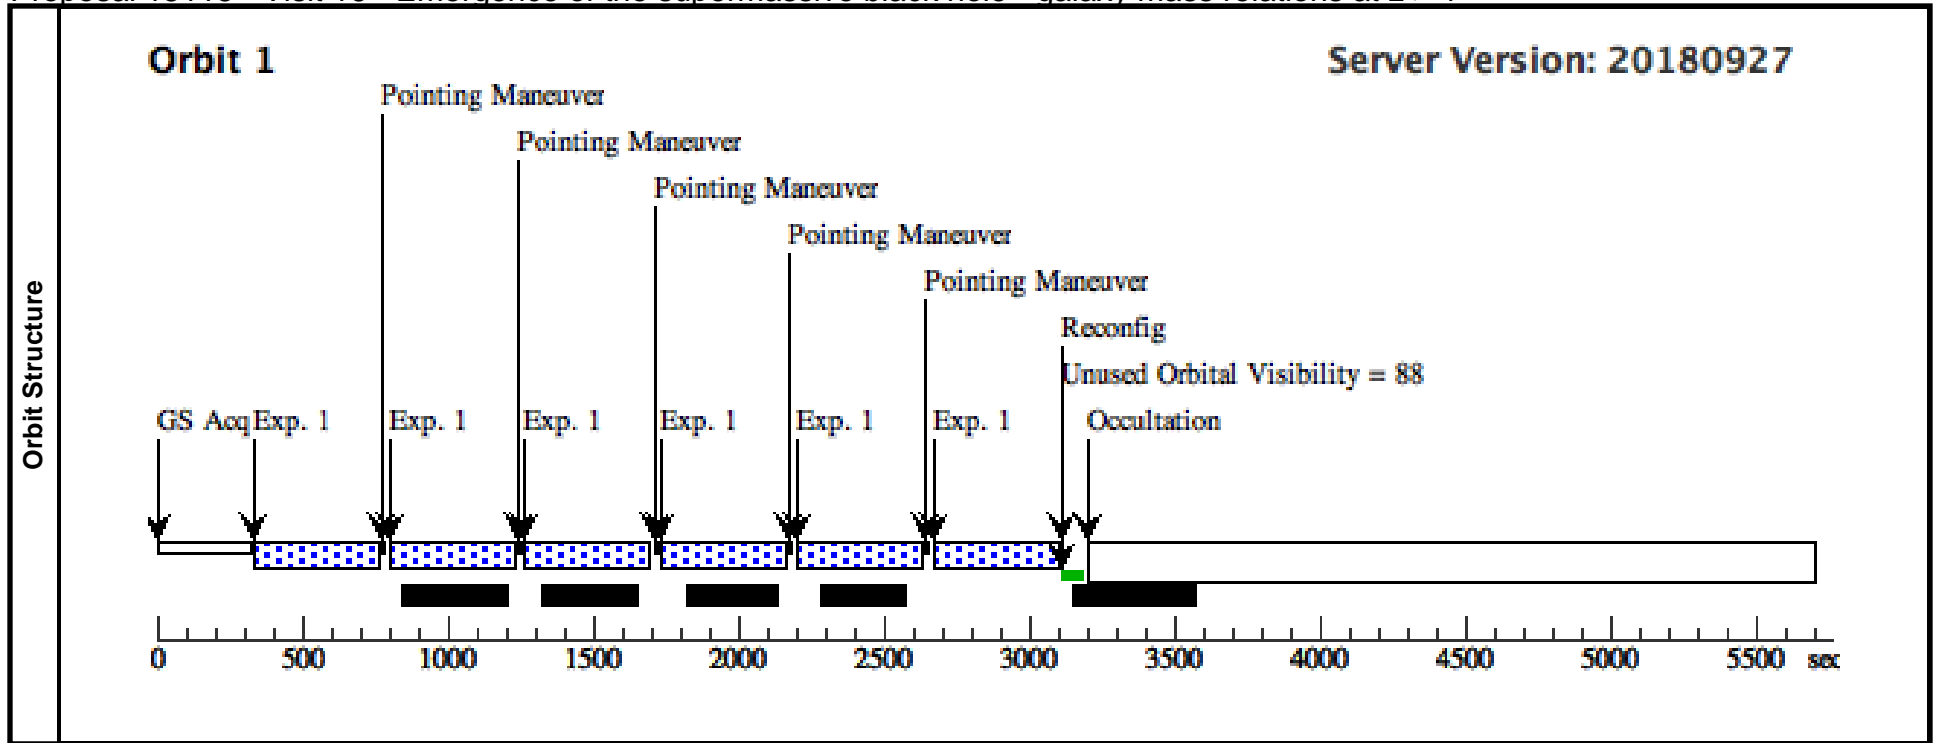 Orbit 1
Server Version: 20180927
Pointing Maneuver
Pointing Maneuver
Pointing Maneuver
Pointing Maneuver
Pointing Maneuver
Reconfig
Unused Orbital Visibility = 88
GS Acq Exp. 1 Exp. 1 Exp. 1 Exp. 1 Exp. 1 Exp. 1 Occultation
Orbit Structure
0 500 1000 1500 2000 2500 3000 3500 4000 4500 5000 5500 sec